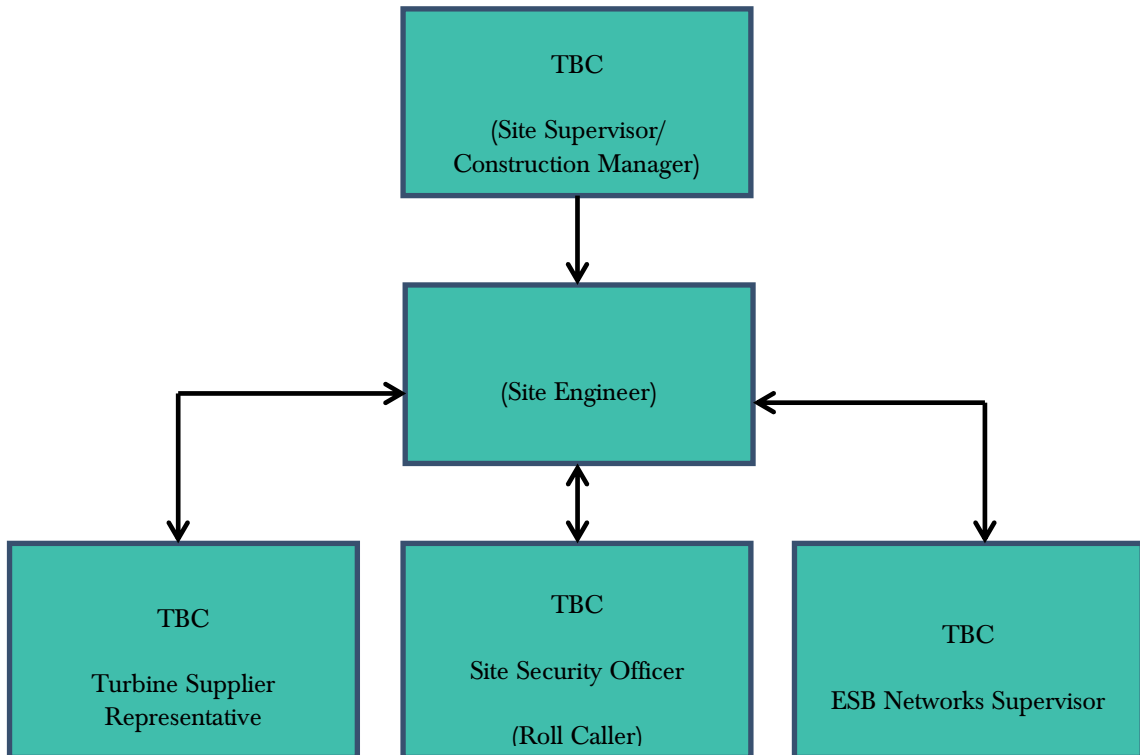 TBC
(Site Supervisor/
Construction Manager)
(Site Engineer)
TBC
Turbine Supplier
Representative
TBC
Site Security Officer
(Roll Caller)
TBC
ESB Networks Supervisor